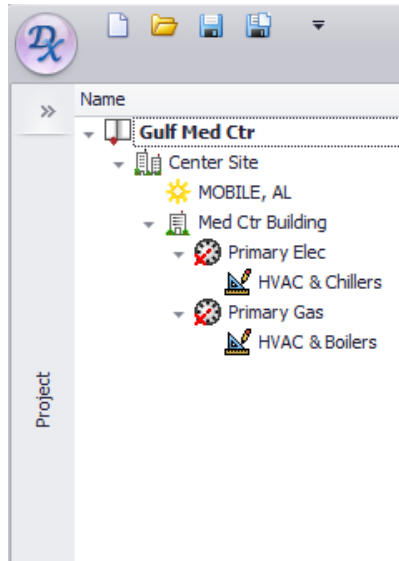 Name
Gulf Med Ctr
Center Site
MOBILE, AL
Med Ctr Building
Primary Elec
HVAC & Chillers
Primary Gas
HVAC & Boilers
Project